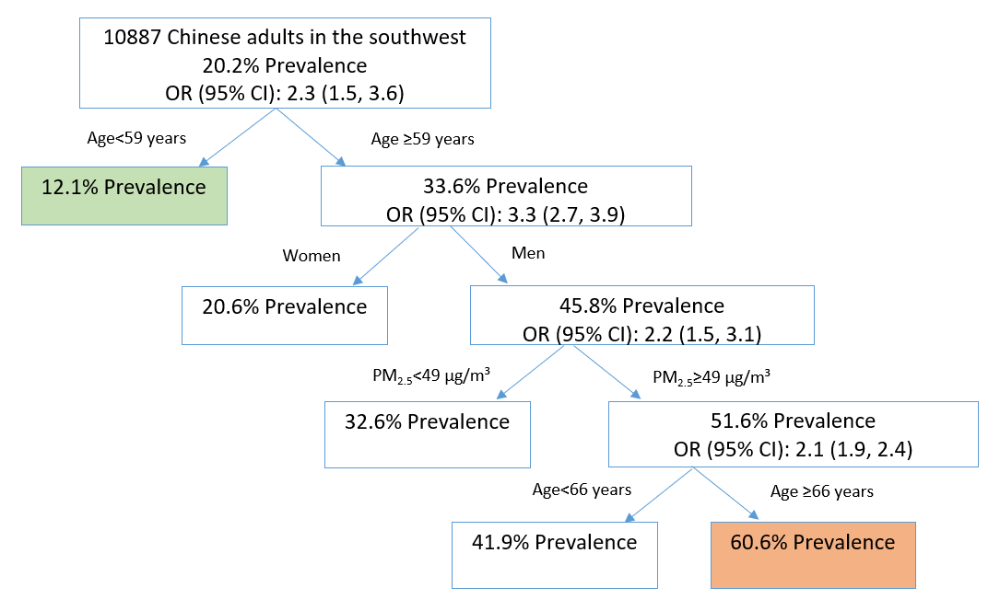 10887 Chinese adults in the southwest
20.2% Prevalence
OR (95% CI): 2.3 (1.5, 3.6)
Age<59 years
Age ≥59 years
12.1% Prevalence
33.6% Prevalence
OR (95% CI): 3.3 (2.7, 3.9)
Women
Men
20.6% Prevalence
45.8% Prevalence
OR (95% CI): 2.2 (1.5, 3.1)
PM₂.₅<49 μg/m³
PM₂.₅≥49 μg/m³
32.6% Prevalence
51.6% Prevalence
OR (95% CI): 2.1 (1.9, 2.4)
Age<66 years
Age ≥66 years
41.9% Prevalence
60.6% Prevalence